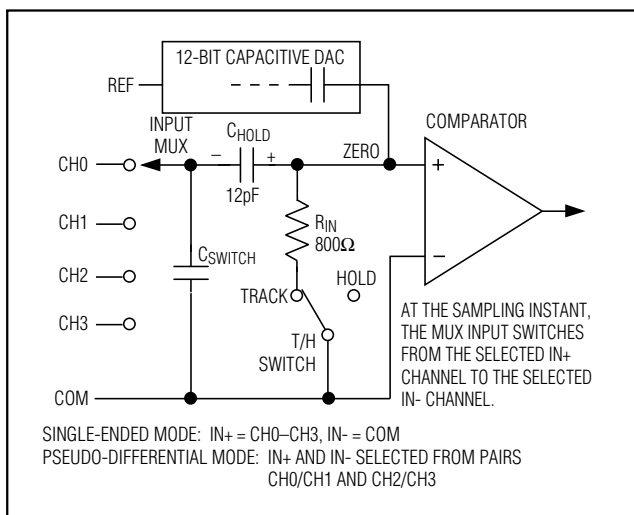 12-BIT CAPACITIVE DAC
REF
INPUT
MUX
CHOLD
COMPARATOR
CH0
–
+
ZERO
+
12pF
RIN
800Ω
CH1
CSWITCH
–
CH2
HOLD
TRACK
CH3
T/H
SWITCH
AT THE SAMPLING INSTANT,
THE MUX INPUT SWITCHES
FROM THE SELECTED IN+
CHANNEL TO THE SELECTED
IN- CHANNEL.
COM
SINGLE-ENDED MODE: IN+ = CH0–CH3, IN- = COM
PSEUDO-DIFFERENTIAL MODE: IN+ AND IN- SELECTED FROM PAIRS
CH0/CH1 AND CH2/CH3